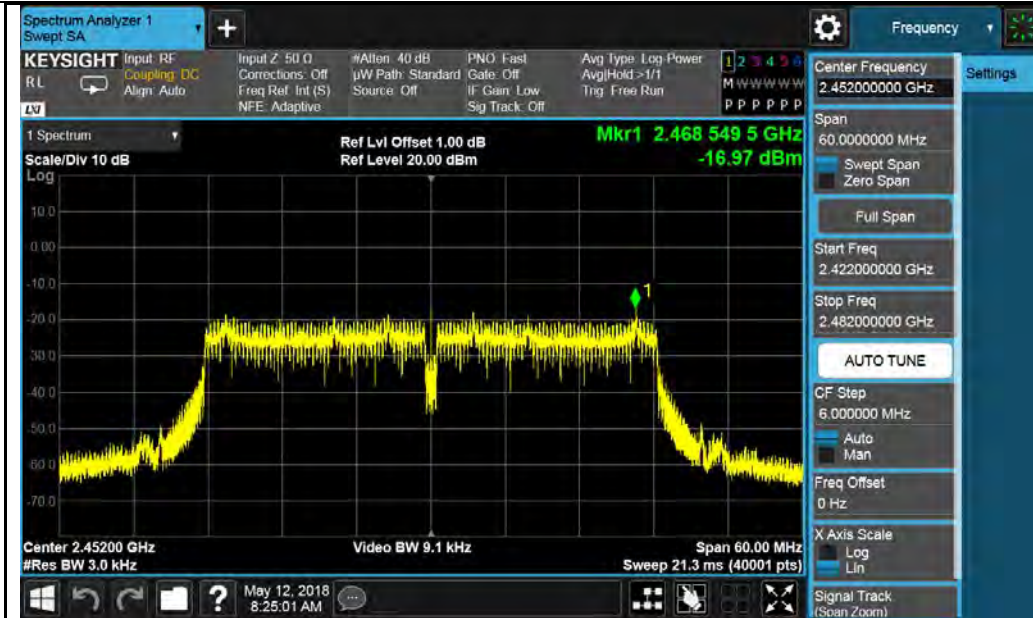 Spectrum Analyzer 1
Swept SA
+
Frequency
KEYSIGHT Input: RF Input Z: 50 Ω #Atten: 40 dB PNO: Fast Avg Type: Log-Power 1 2 3 4 5 6
RL Coupling: DC Corrections: Off µW Path: Standard Gate: Off Avg|Hold:>1/1 M W W W W W
Align: Auto Freq Ref: Int (S) Source: Off IF Gain: Low Trig: Free Run
LXI NFE: Adaptive Sig Track: Off P P P P P P
1 Spectrum
Scale/Div 10 dB
Ref Lvl Offset 1.00 dB
Ref Level 20.00 dBm
Mkr1 2.468 549 5 GHz
-16.97 dBm
Log
10.0
0.00
-10.0
-20.0
-30.0
-40.0
-50.0
-60.0
-70.0
1
Center 2.45200 GHz Video BW 9.1 kHz Span 60.00 MHz
#Res BW 3.0 kHz Sweep 21.3 ms (40001 pts)
?
May 12, 2018
8:25:01 AM
Center Frequency
2.452000000 GHz
Settings
Span
60.0000000 MHz
Swept Span
Zero Span
Full Span
Start Freq
2.422000000 GHz
Stop Freq
2.482000000 GHz
AUTO TUNE
CF Step
6.000000 MHz
Auto
Man
Freq Offset
0 Hz
X Axis Scale
Log
Lin
Signal Track
(Span Zoom)